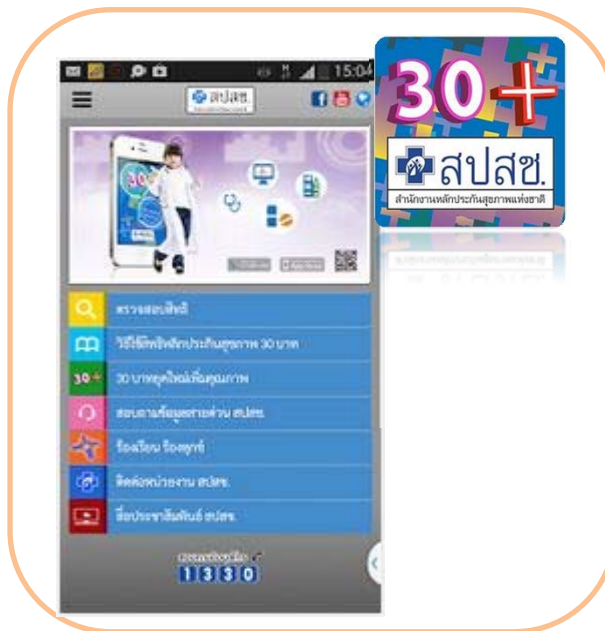 15:04
สปสช.
30+
30+
สปสช.
สำนักงานหลักประกันสุขภาพแห่งชาติ
ตรวจสอบสิทธิ
วิธีใช้สิทธิหลักประกันสุขภาพ 30 บาท
30+
30 บาทยุคใหม่เพิ่มคุณภาพ
สอบถามข้อมูลสายด่วน สปสช.
ร้องเรียน ร้องทุกข์
ติดต่อหน่วยงาน สปสช.
สื่อประชาสัมพันธ์ สปสช.
1330